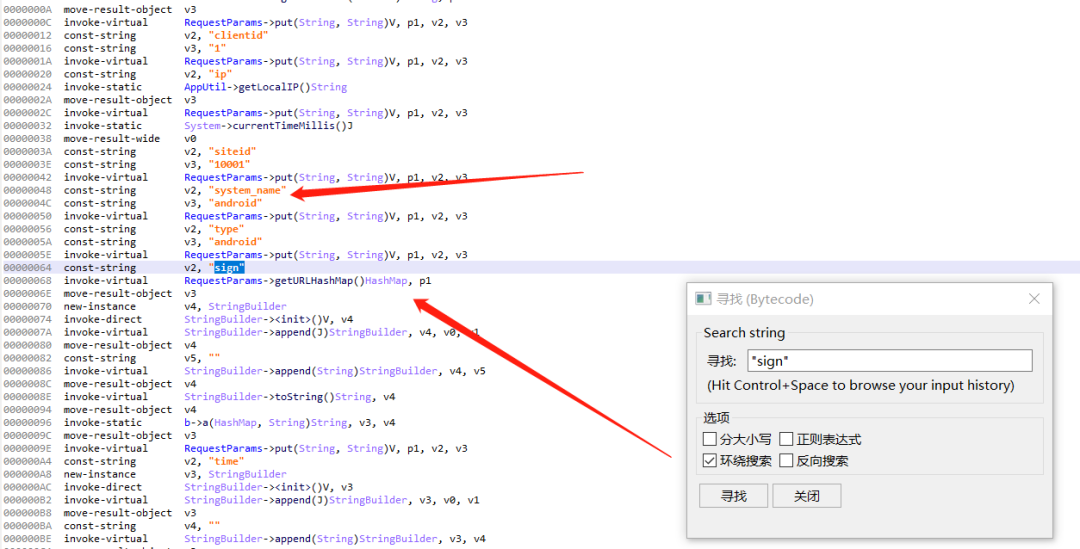 0000000A move-result-object v3
0000000C invoke-virtual RequestParams->put(String, String)V, p1, v2, v3
00000012 const-string v2, "clientid"
00000016 const-string v3, "1"
0000001A invoke-virtual RequestParams->put(String, String)V, p1, v2, v3
00000020 const-string v2, "ip"
00000024 invoke-static AppUtil->getLocalIP()String
0000002A move-result-object v3
0000002C invoke-virtual RequestParams->put(String, String)V, p1, v2, v3
00000032 invoke-static System->currentTimeMillis()J
00000038 move-result-wide v0
0000003A const-string v2, "siteid"
0000003E const-string v3, "10001"
00000042 invoke-virtual RequestParams->put(String, String)V, p1, v2, v3
00000048 const-string v2, "system_name"
0000004C const-string v3, "android"
00000050 invoke-virtual RequestParams->put(String, String)V, p1, v2, v3
00000056 const-string v2, "type"
0000005A const-string v3, "android"
0000005E invoke-virtual RequestParams->put(String, String)V, p1, v2, v3
00000064 const-string v2, "sign"
00000068 invoke-virtual RequestParams->getURLHashMap()HashMap, p1
0000006E move-result-object v3
00000070 new-instance v4, StringBuilder
00000074 invoke-direct StringBuilder-><init>()V, v4
0000007A invoke-virtual StringBuilder->append(J)StringBuilder, v4, v0, v1
00000080 move-result-object v4
00000082 const-string v5, ""
00000086 invoke-virtual StringBuilder->append(String)StringBuilder, v4, v5
0000008C move-result-object v4
0000008E invoke-virtual StringBuilder->toString()String, v4
00000094 move-result-object v4
00000096 invoke-static b->a(HashMap, String)String, v3, v4
0000009C move-result-object v3
0000009E invoke-virtual RequestParams->put(String, String)V, p1, v2, v3
000000A4 const-string v2, "time"
000000A8 new-instance v3, StringBuilder
000000AC invoke-direct StringBuilder-><init>()V, v3
000000B2 invoke-virtual StringBuilder->append(J)StringBuilder, v3, v0, v1
000000B8 move-result-object v3
000000BA const-string v4, ""
000000BE invoke-virtual StringBuilder->append(String)StringBuilder, v3, v4
寻找 (Bytecode)
Search string
寻找: "sign"
(Hit Control+Space to browse your input history)
选项
分大小写 正则表达式
环绕搜索 反向搜索
寻找 关闭